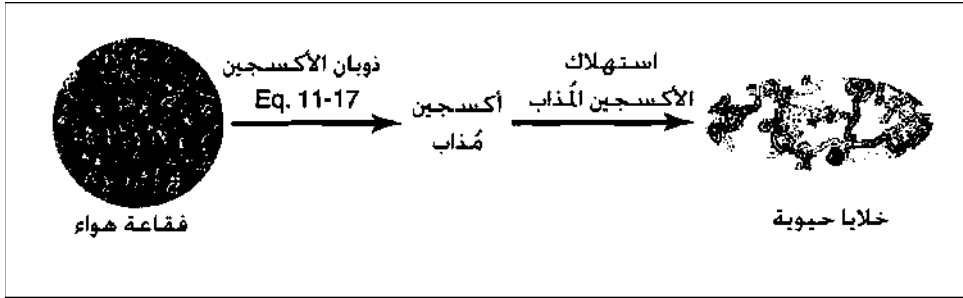 ذوبان الأكسجين
Eq. 11-17
أكسجين
مُذاب
استهلاك
الأكسجين المُذاب
فقاعة هواء
خلايا حيوية